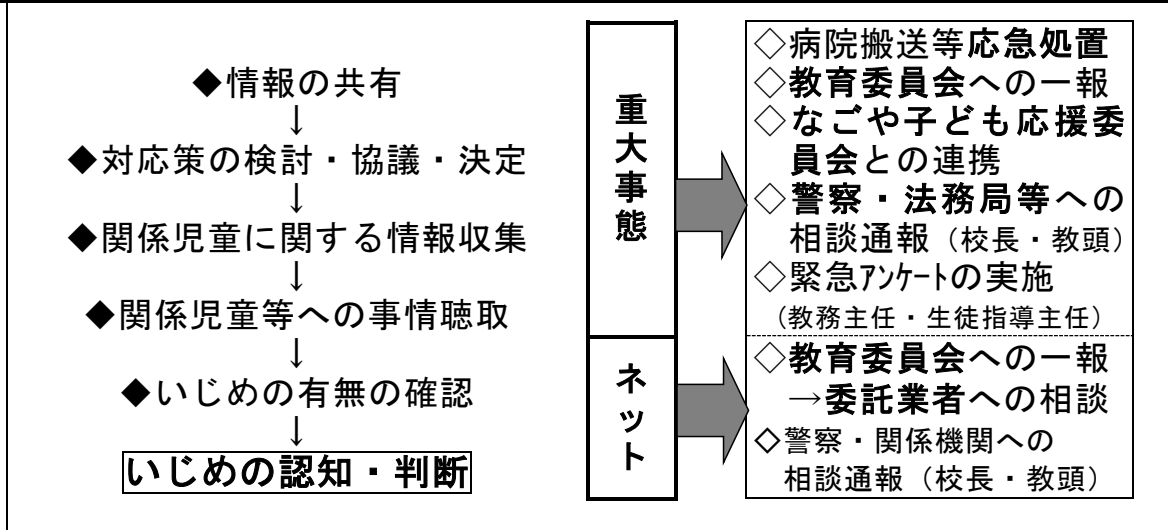 ◆情報の共有
↓
◆対応策の検討・協議・決定
↓
◆関係児童に関する情報収集
↓
◆関係児童等への事情聴取
↓
◆いじめの有無の確認
↓
いじめの認知・判断
重大事態
◇病院搬送等応急処置
◇教育委員会への一報
◇なごや子ども応援委
員会との連携
◇警察・法務局等への
相談通報（校長・教頭）
◇緊急ｱﾝｹｰﾄの実施
（教務主任・生徒指導主任）
ネット
◇教育委員会への一報
→委託業者への相談
◇警察・関係機関への
相談通報（校長・教頭）